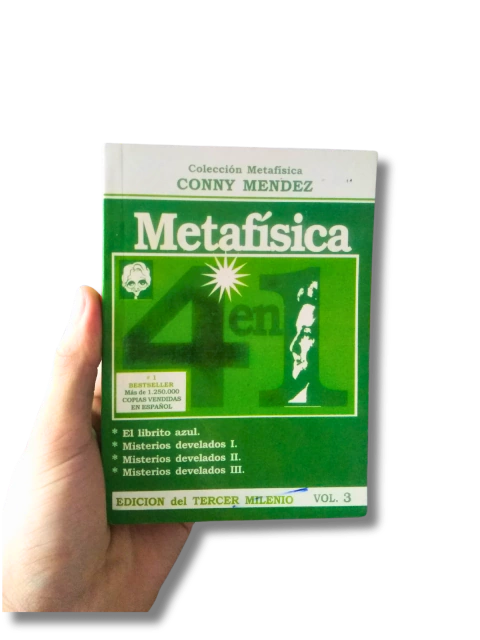 Colección Metafísica
CONNY MENDEZ
Metafísica
4 en 1
# 1
BESTSELLER
Más de 1.250.000
COPIAS VENDIDAS
EN ESPAÑOL
* El librito azul.
* Misterios develados I.
* Misterios develados II.
* Misterios develados III.
EDICION del TERCER MILENIO VOL. 3